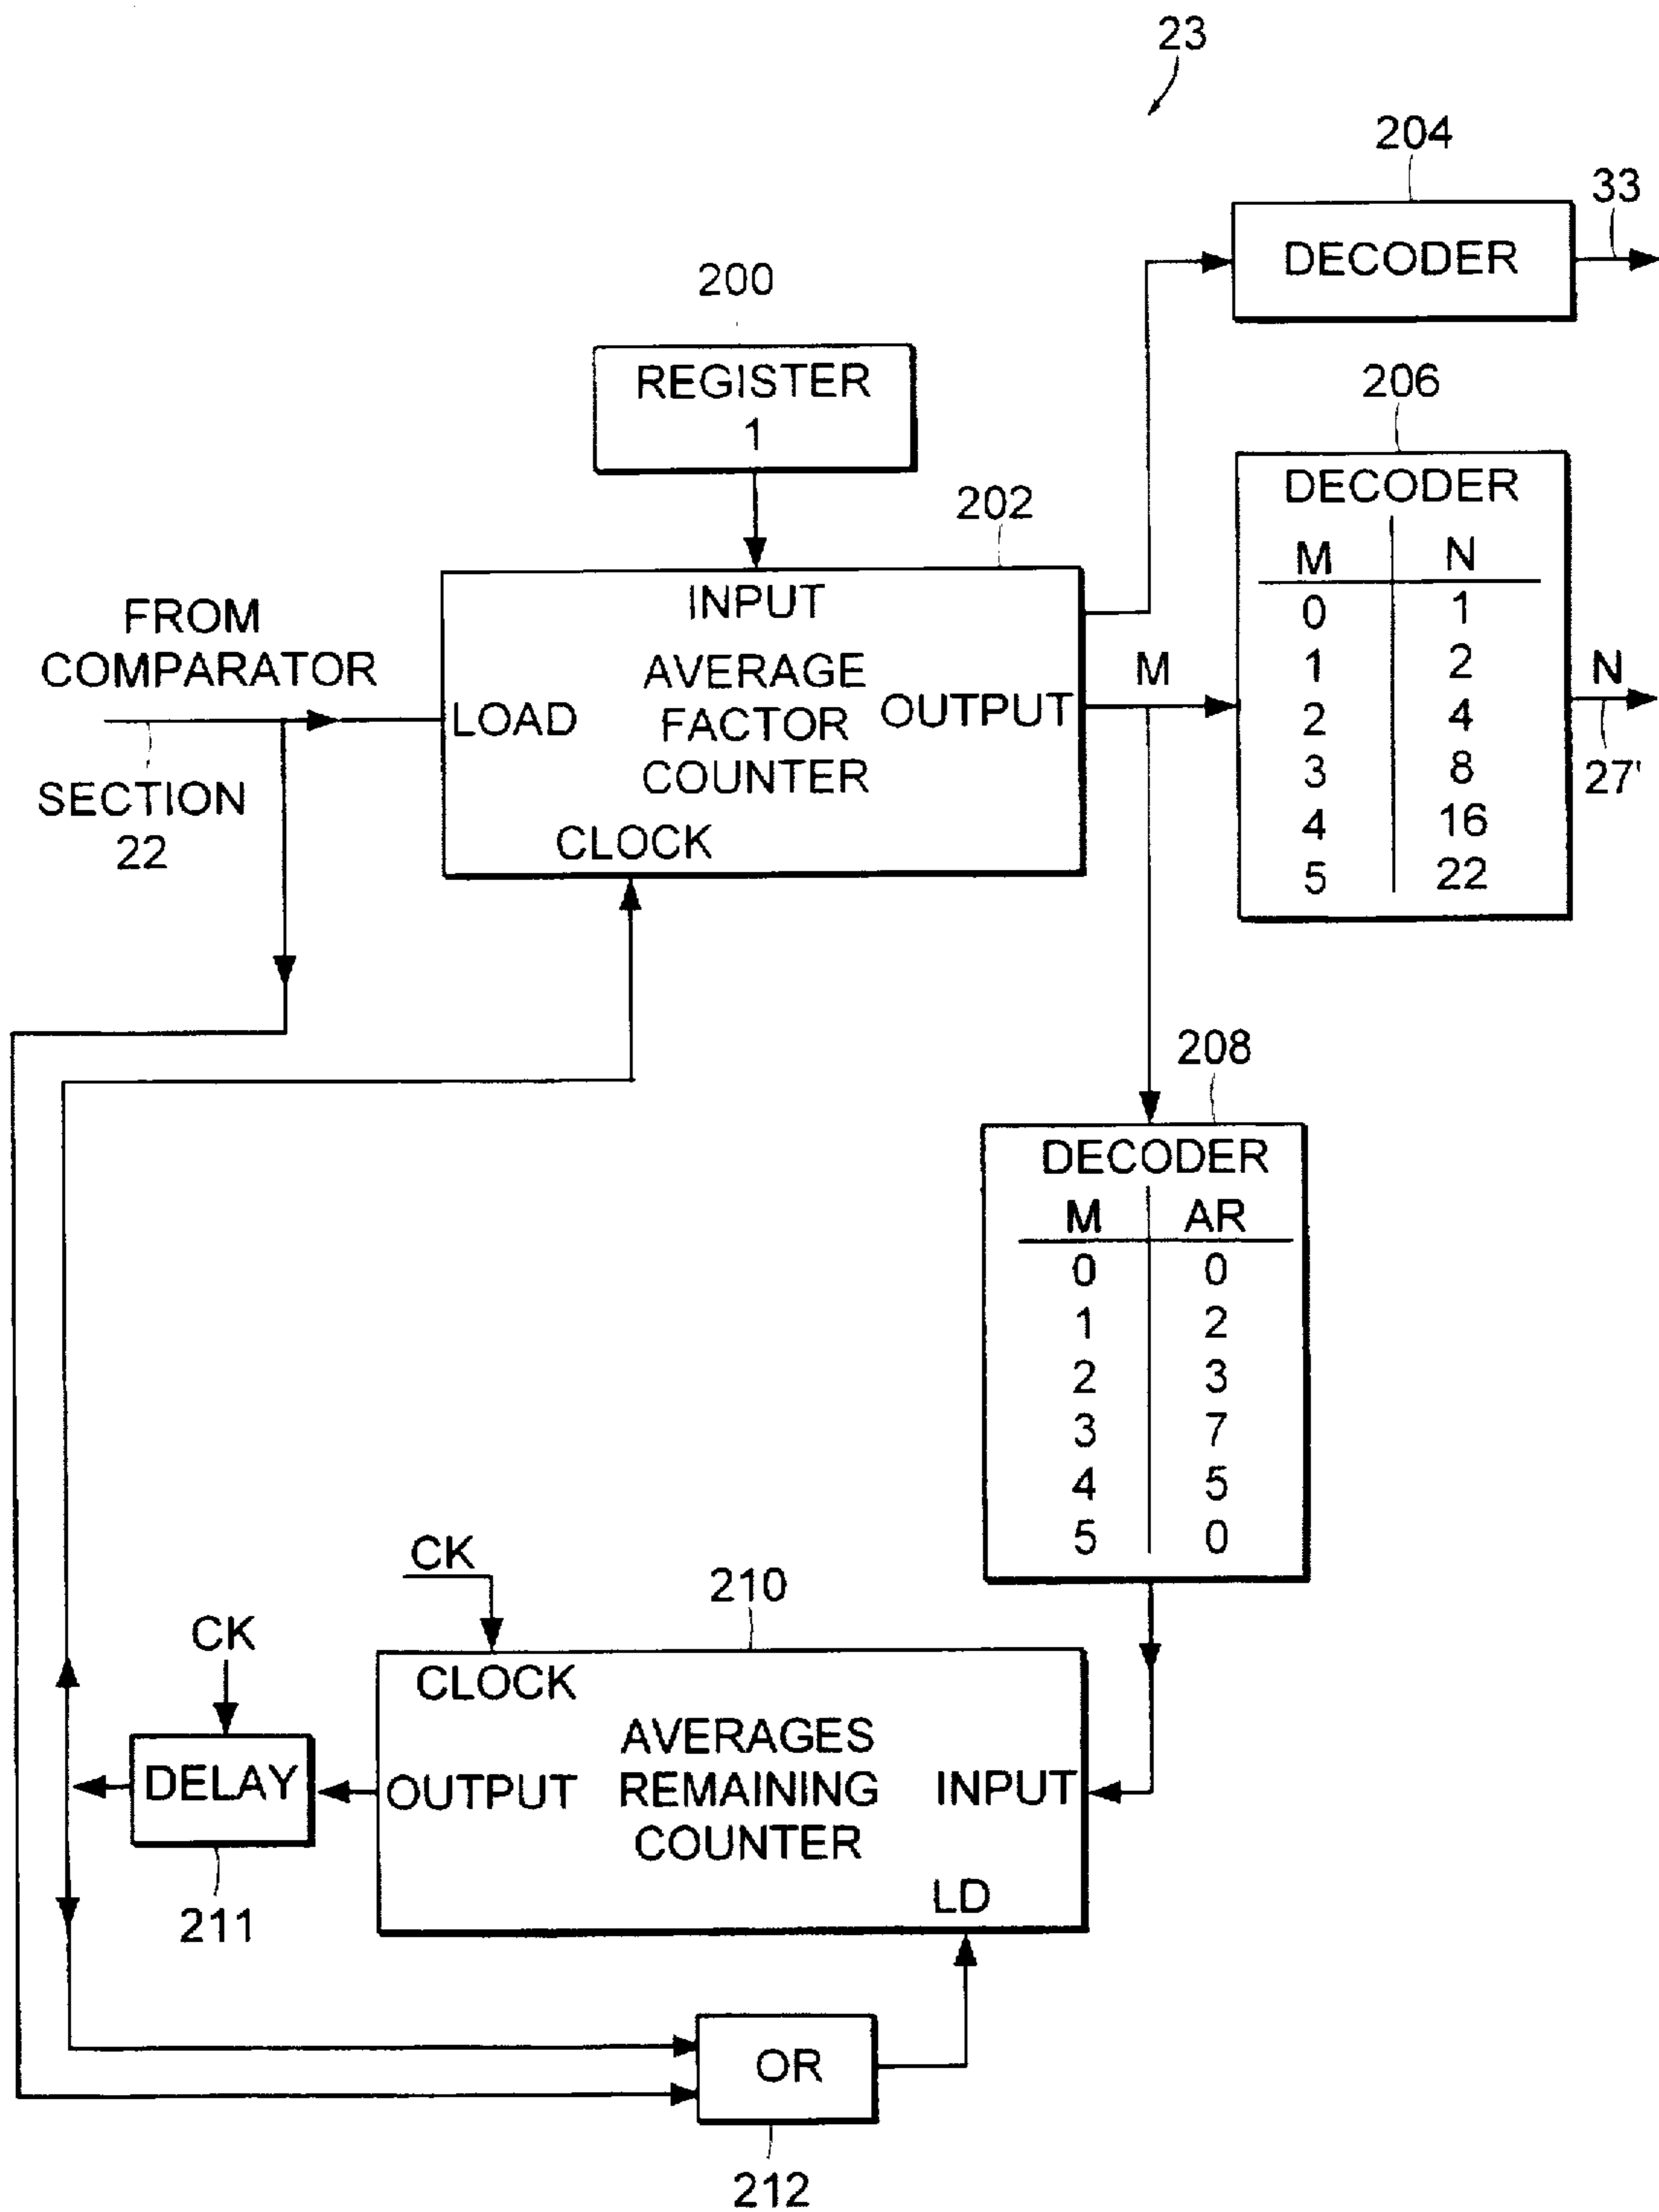 23
204
DECODER
33
200
REGISTER
1
206
DECODER
M N
0 1
1 2
2 4
3 8
4 16
5 22
N
27'
202
INPUT
AVERAGE
FACTOR
COUNTER
LOAD
OUTPUT
CLOCK
M
FROM
COMPARATOR
SECTION
22
208
DECODER
M AR
0 0
1 2
2 3
3 7
4 5
5 0
CK
210
CK
CLOCK
AVERAGES
REMAINING
COUNTER
OUTPUT
INPUT
LD
DELAY
211
OR
212